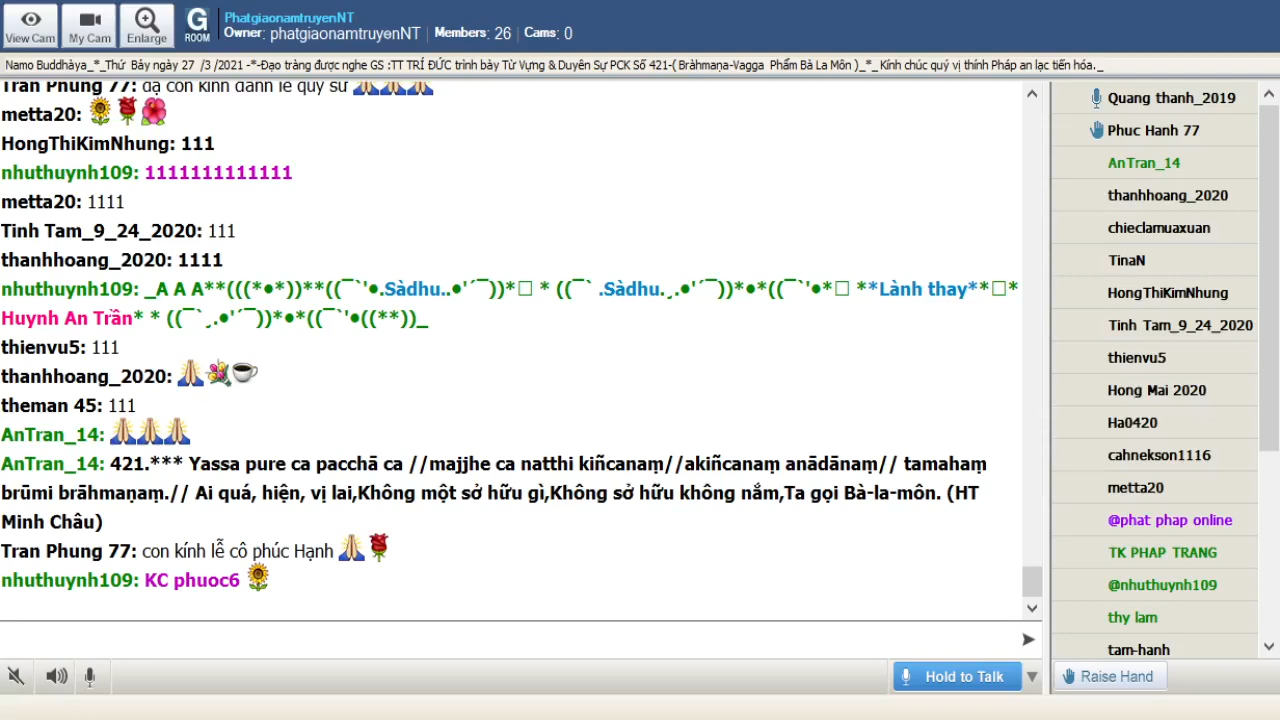 View Cam
My Cam
Enlarge
G
ROOM
PhatgiaonamtruyenNT
Owner: phatgiaonamtruyenNT | Members: 26 | Cams: 0
Namo Buddhàya_*_Thứ Bảy ngày 27 /3 /2021 -*-Đạo tràng được nghe GS :TT TRÍ ĐỨC trình bày Từ Vựng & Duyên Sự PCK Số 421-( Bràhmaṇa-Vagga Phẩm Bà La Môn )_*_ Kính chúc quý vị thính Pháp an lạc tiến hóa._
Tran Phung 77: dạ con kính đảnh lễ quý sư 🙏🙏🙏
metta20: 🌻🌹🌺
HongThiKimNhung: 111
nhuthuynh109: 1111111111111
metta20: 1111
Tinh Tam_9_24_2020: 111
thanhhoang_2020: 1111
nhuthuynh109: _A A A**(((*•*))**((¯`'•.Sàdhu..•'´¯))*□ * ((¯` .Sàdhu.¸.•'´¯))*•*((¯`'•*□ **Lành thay**□*
Huynh An Trần* * ((¯`¸.•'´¯))*•*((¯`'•((**))_
thienvu5: 111
thanhhoang_2020: 🙏💐☕
theman 45: 111
AnTran_14: 🙏🙏🙏
AnTran_14: 421.*** Yassa pure ca pacchā ca //majjhe ca natthi kiñcanaṃ//akiñcanaṃ anādānaṃ// tamahaṃ
brūmi brāhmaṇaṃ.// Ai quá, hiện, vị lai,Không một sở hữu gì,Không sở hữu không nắm,Ta gọi Bà-la-môn. (HT
Minh Châu)
Tran Phung 77: con kính lễ cô phúc Hạnh 🙏🌹
nhuthuynh109: KC phuoc6 🌻
Hold to Talk
Quang thanh_2019
Phuc Hanh 77
AnTran_14
thanhhoang_2020
chieclamuaxuan
TinaN
HongThiKimNhung
Tinh Tam_9_24_2020
thienvu5
Hong Mai 2020
Ha0420
cahnekson1116
metta20
@phat phap online
TK PHAP TRANG
@nhuthuynh109
thy lam
tam-hanh
Raise Hand